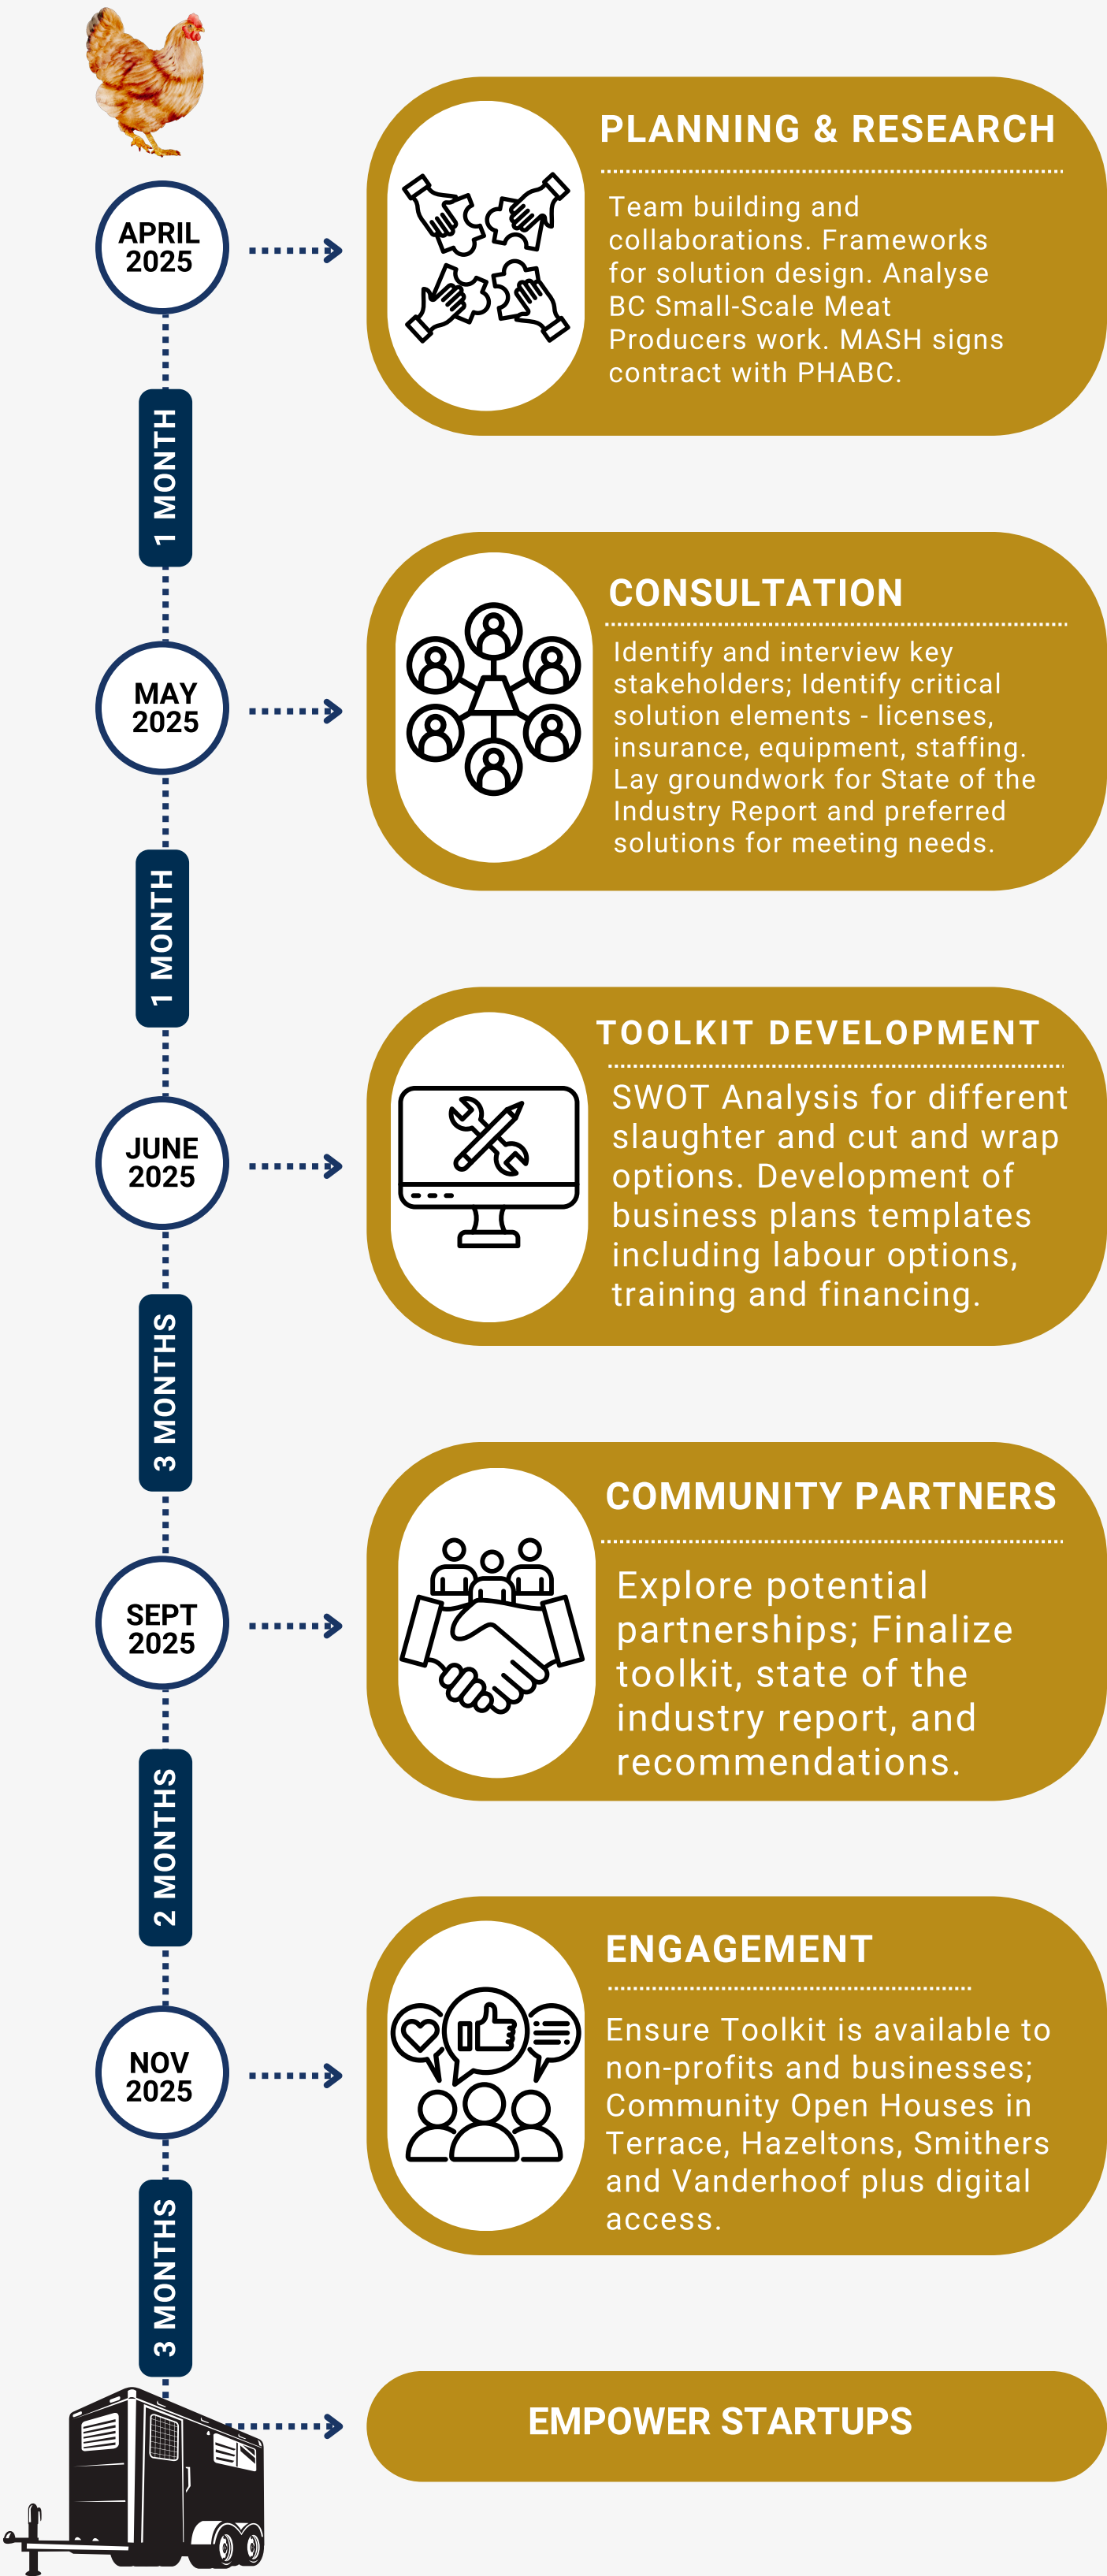 PLANNING & RESEARCH
APRIL
2025
Team building and
collaborations. Frameworks
for solution design. Analyse
BC Small-Scale Meat
Producers work. MASH signs
contract with PHABC.
1 MONTH
CONSULTATION
MAY
2025
Identify and interview key
stakeholders; Identify critical
solution elements - licenses,
insurance, equipment, staffing.
Lay groundwork for State of the
Industry Report and preferred
solutions for meeting needs.
1 MONTH
TOOLKIT DEVELOPMENT
JUNE
2025
SWOT Analysis for different
slaughter and cut and wrap
options. Development of
business plans templates
including labour options,
training and financing.
3 MONTHS
COMMUNITY PARTNERS
SEPT
2025
Explore potential
partnerships; Finalize
toolkit, state of the
industry report, and
recommendations.
2 MONTHS
ENGAGEMENT
NOV
2025
Ensure Toolkit is available to
non-profits and businesses;
Community Open Houses in
Terrace, Hazeltons, Smithers
and Vanderhoof plus digital
access.
3 MONTHS
EMPOWER STARTUPS